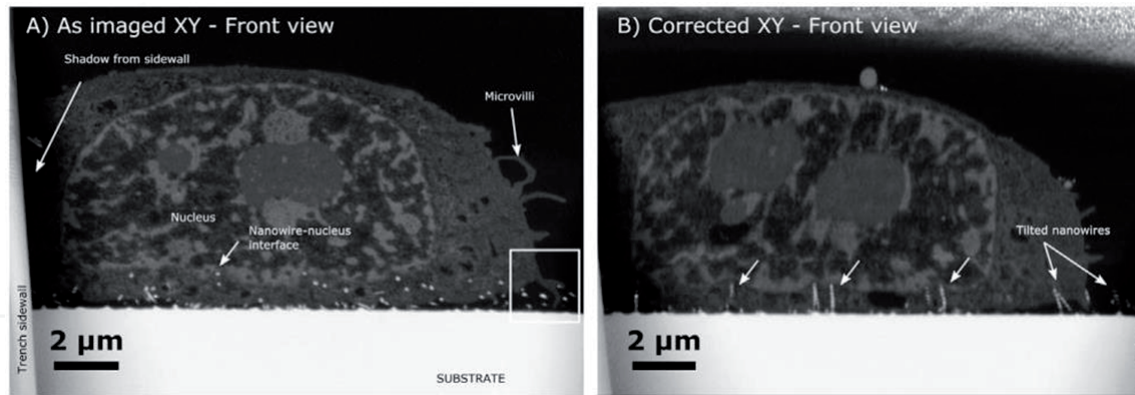 A) As imaged XY - Front view
Shadow from sidewall
Microvilli
Nucleus
Nanowire-nucleus
interface
Trench sidewall
2 μm
SUBSTRATE
B) Corrected XY - Front view
Tilted nanowires
2 μm